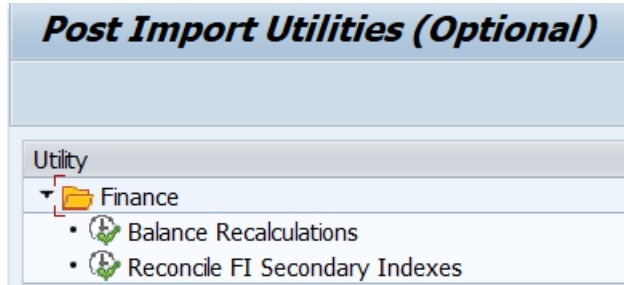 Post Import Utilities (Optional)
Utility
Finance
Balance Recalculations
Reconcile FI Secondary Indexes